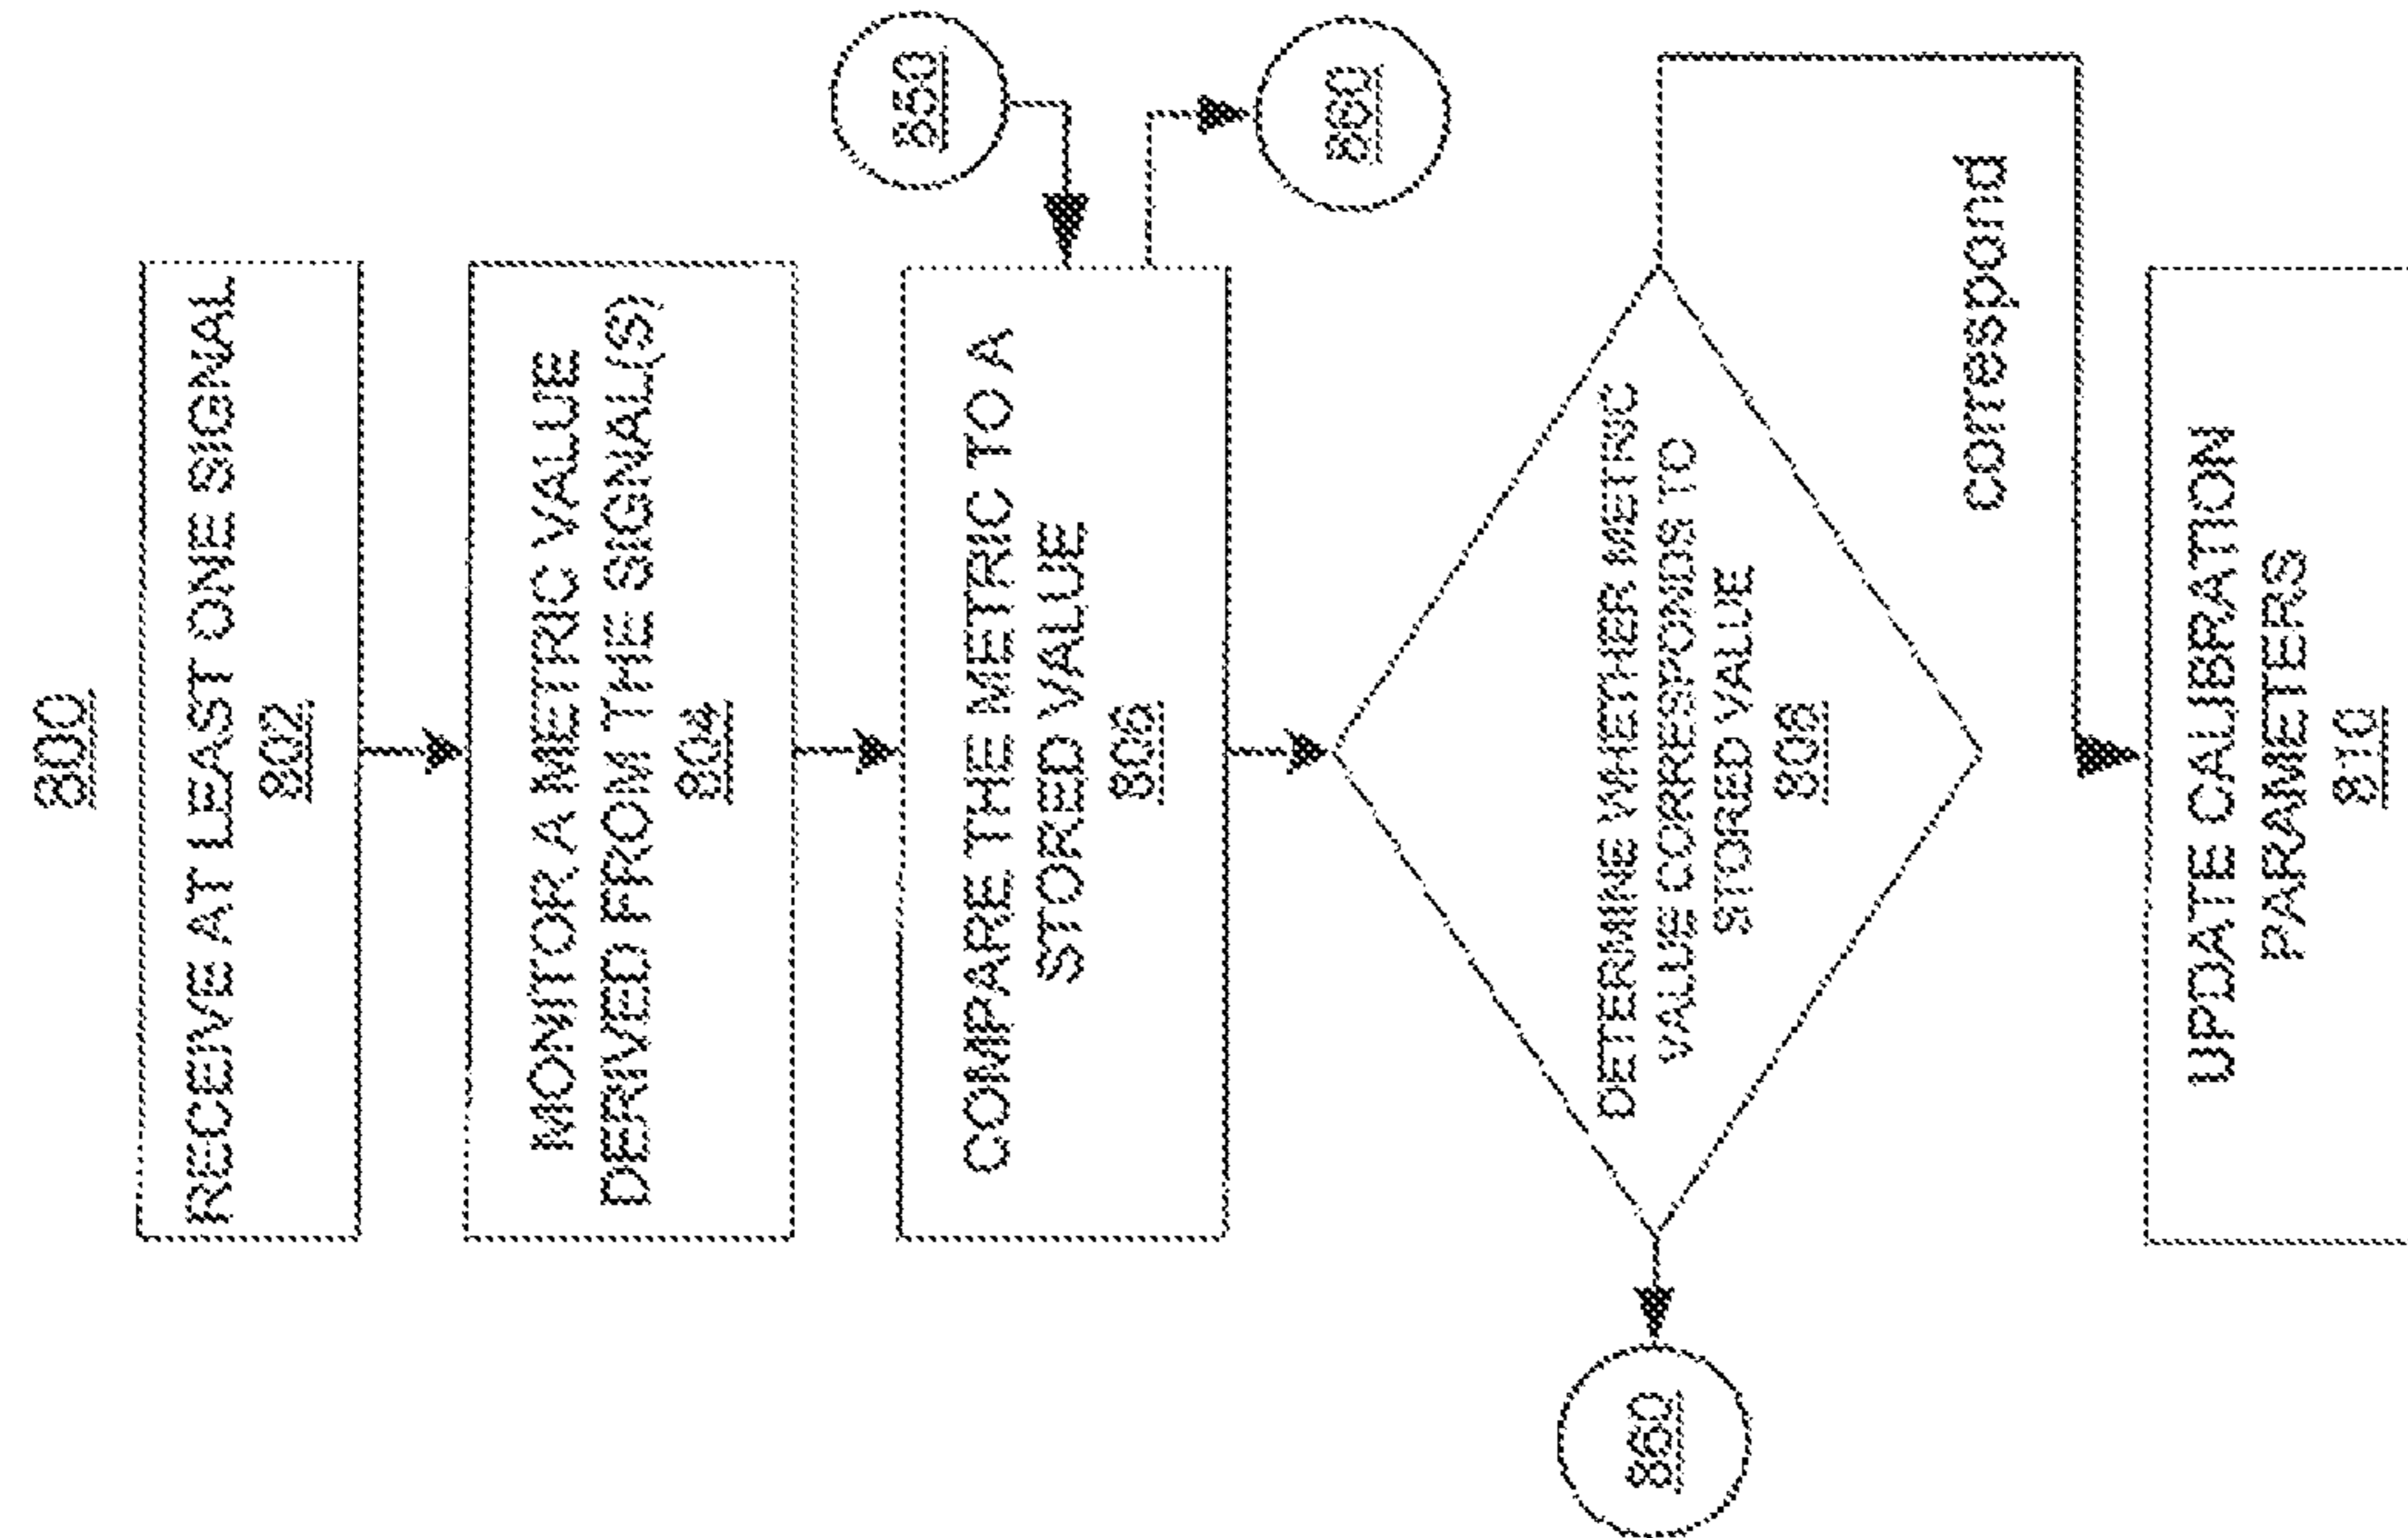 800
RECEIVE AT LEAST ONE SIGNAL
802
MONITOR A METRIC VALUE
DERIVED FROM THE SIGNAL(S)
804
850
COMPARE THE METRIC TO A
STORED VALUE
806
860
DETERMINE WHETHER METRIC
VALUE CORRESPONDS TO
STORED VALUE
808
860
correspond
UPDATE CALIBRATION
PARAMETERS
810